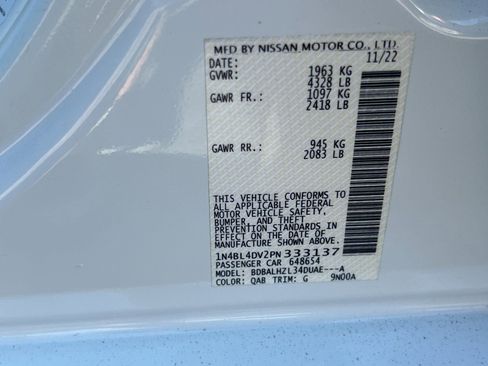 MFD BY NISSAN MOTOR CO., LTD.
DATE: 11/22
GVWR: 1963 KG
4328 LB
GAWR FR.: 1097 KG
2418 LB
GAWR RR.: 945 KG
2083 LB
THIS VEHICLE CONFORMS TO
ALL APPLICABLE FEDERAL
MOTOR VEHICLE SAFETY,
BUMPER, AND THEFT
PREVENTION STANDARDS IN
EFFECT ON THE DATE OF
MANUFACTURE SHOWN ABOVE.
1N4BL4DV2PN 333137
PASSENGER CAR 648654
MODEL: BDBALHZL34DUAE---A
COLOR: QAB TRIM: G 9N00A